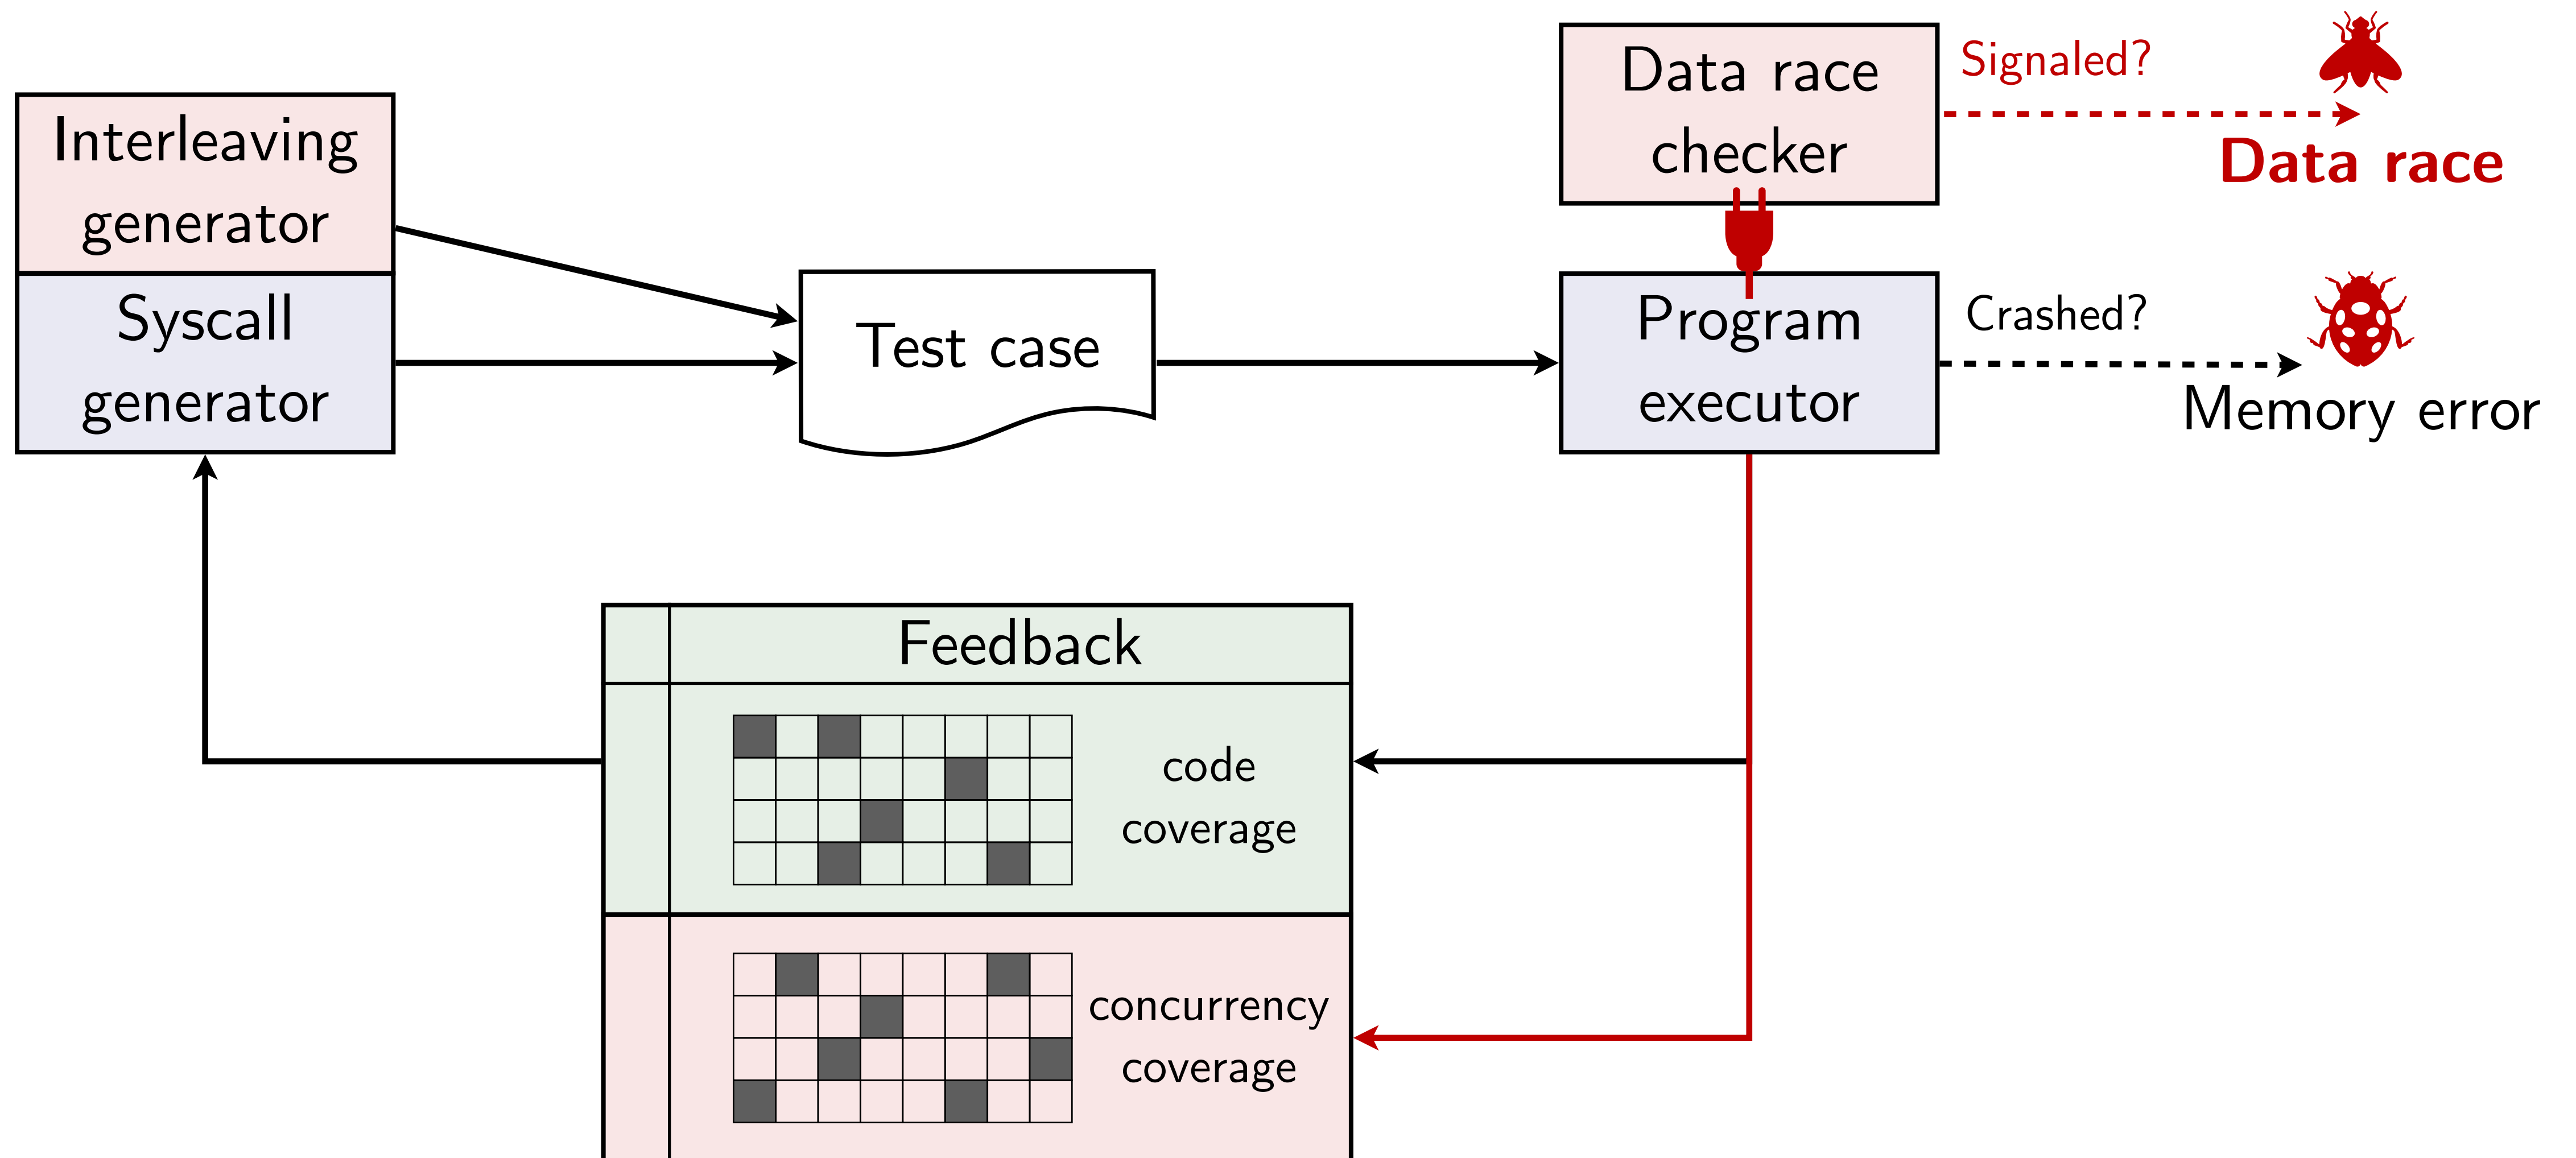 Interleaving
generator
Syscall
generator
Test case
Data race
checker
Signaled?
Data race
Program
executor
Crashed?
Memory error
Feedback
code
coverage
concurrency
coverage